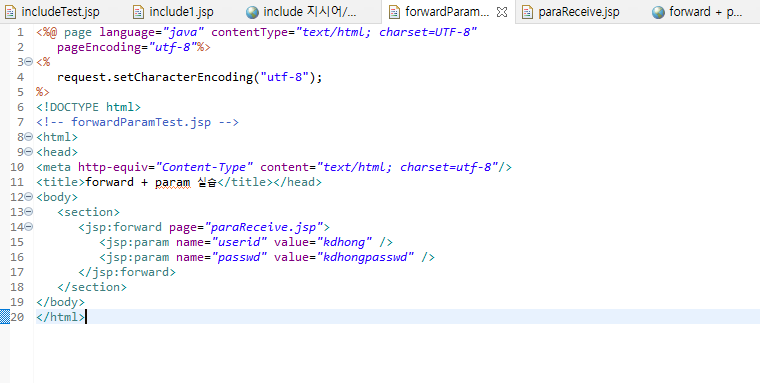 includeTest.jsp include1.jsp include 지시어/... forwardParam... paraReceive.jsp forward + p...
1 <%@ page language="java" contentType="text/html; charset=UTF-8"
2 pageEncoding="utf-8"%>
3 <%
4 request.setCharacterEncoding("utf-8");
5 %>
6 <!DOCTYPE html>
7 <!-- forwardParamTest.jsp -->
8 <html>
9 <head>
10 <meta http-equiv="Content-Type" content="text/html; charset=utf-8"/>
11 <title>forward + param 실습</title></head>
12 <body>
13 <section>
14 <jsp:forward page="paraReceive.jsp">
15 <jsp:param name="userid" value="kdhong" />
16 <jsp:param name="passwd" value="kdhongpasswd" />
17 </jsp:forward>
18 </section>
19 </body>
20 </html>